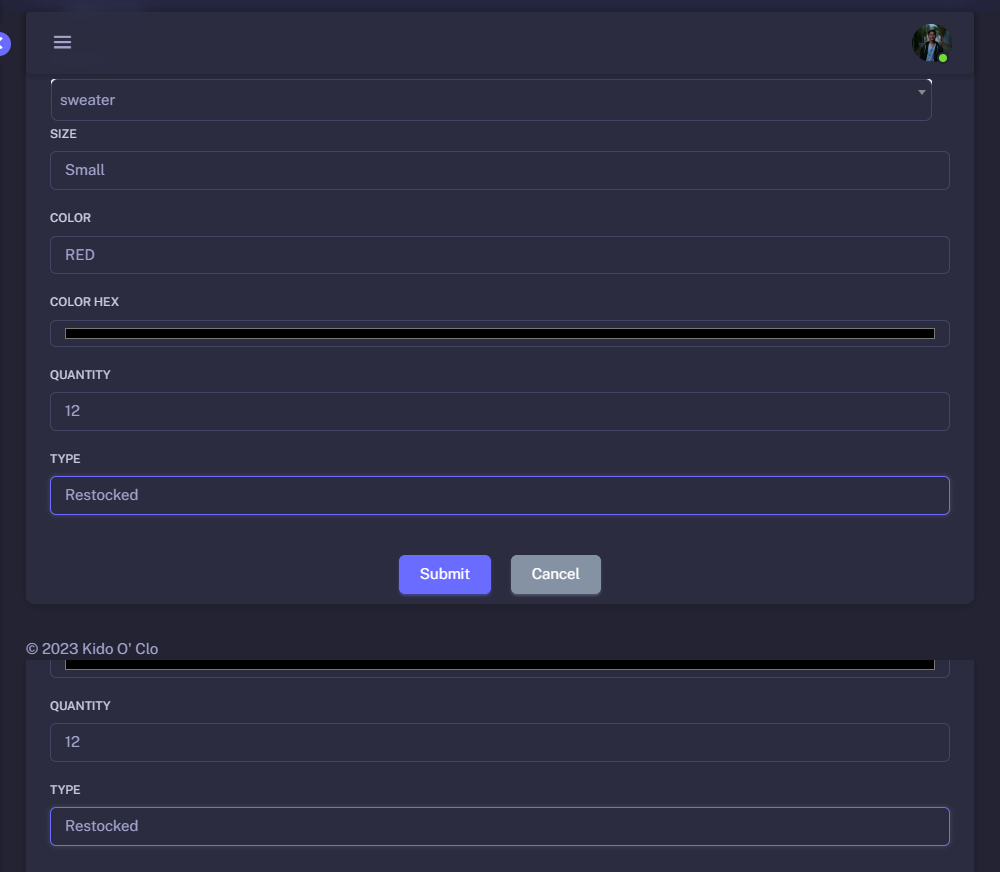 sweater
SIZE
Small
COLOR
RED
COLOR HEX
QUANTITY
12
TYPE
Restocked
Submit Cancel
© 2023 Kido O' Clo
QUANTITY
12
TYPE
Restocked